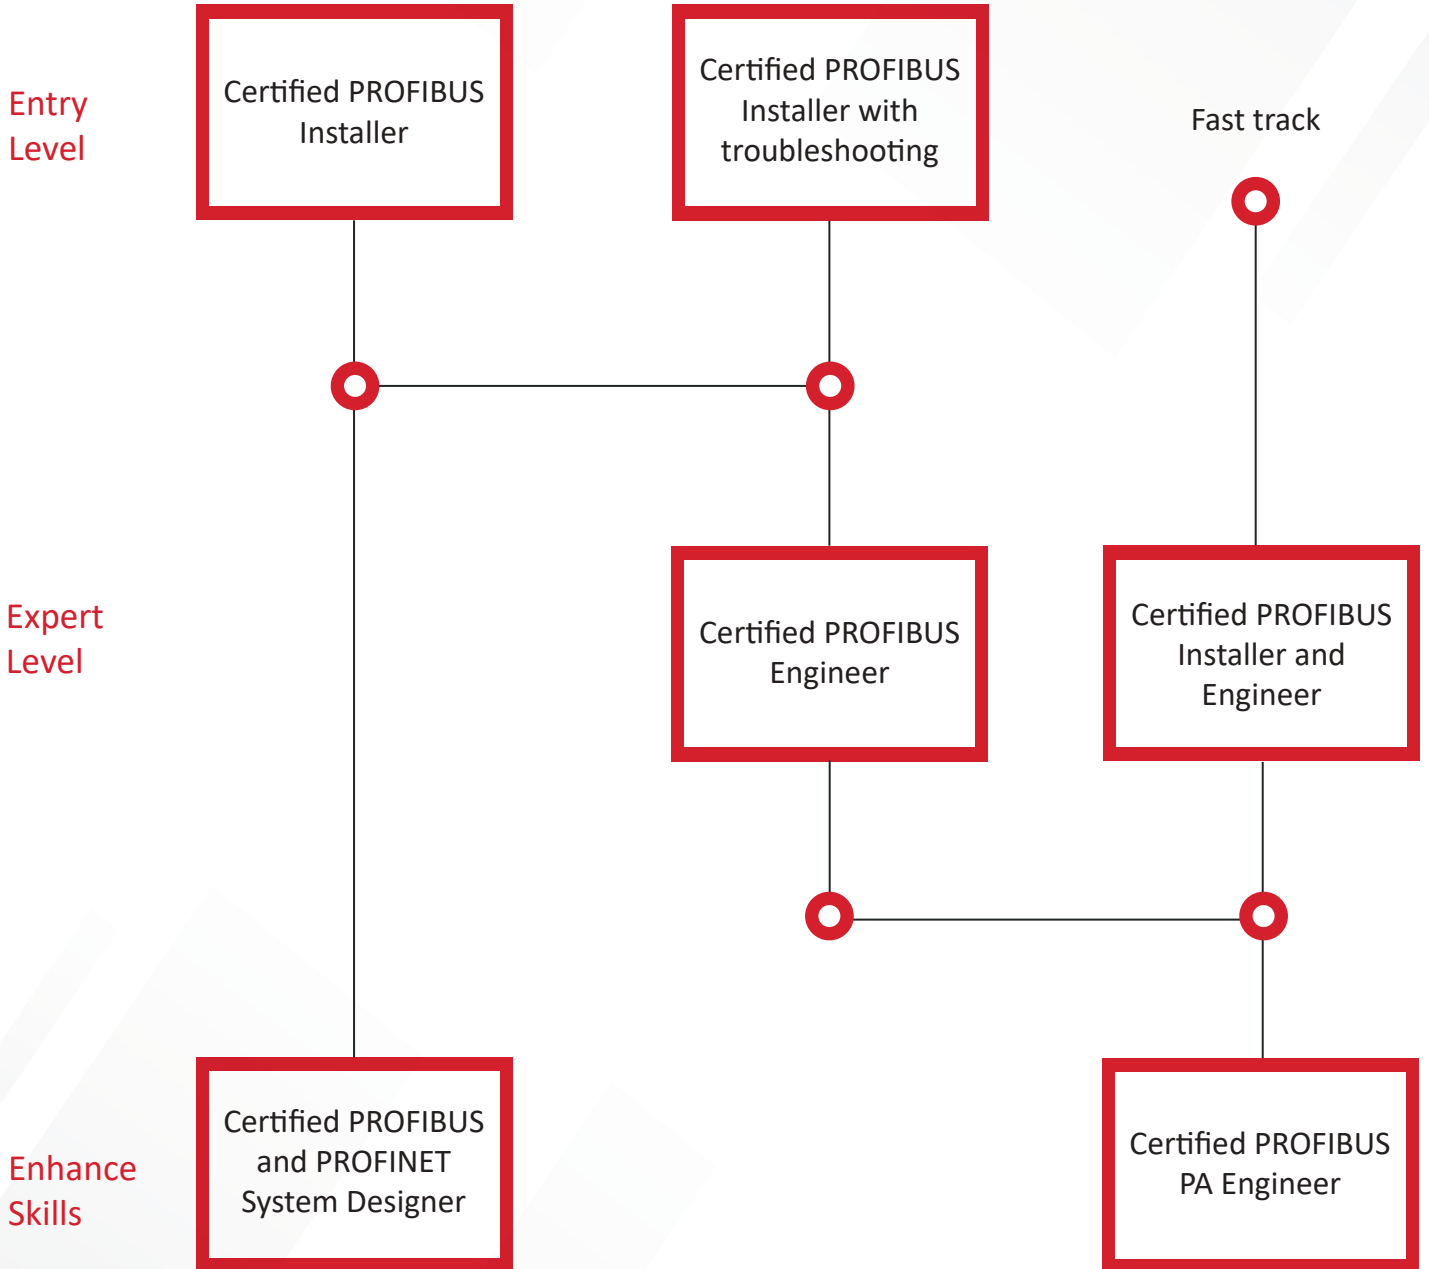 Entry
Level
Certified PROFIBUS
Installer
Certified PROFIBUS
Installer with
troubleshooting
Fast track
Expert
Level
Certified PROFIBUS
Engineer
Certified PROFIBUS
Installer and
Engineer
Enhance
Skills
Certified PROFIBUS
and PROFINET
System Designer
Certified PROFIBUS
PA Engineer